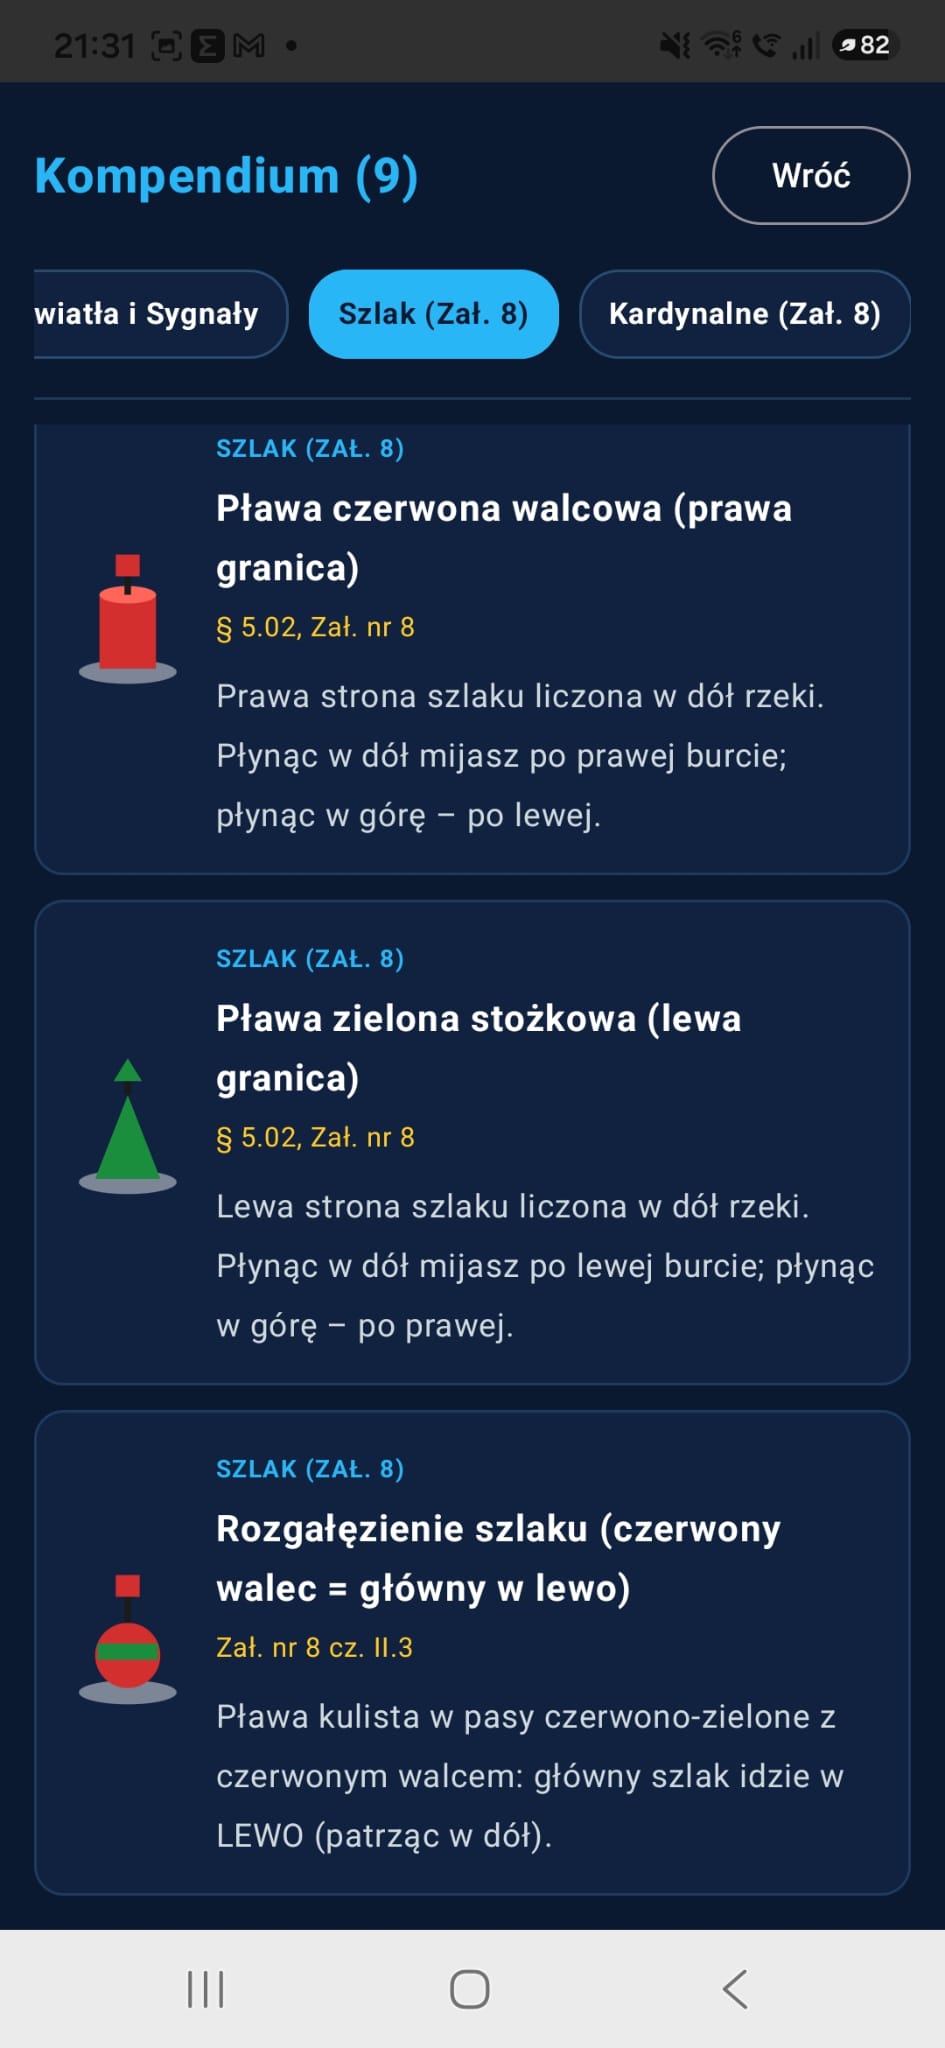 21:31
82
Kompendium (9)
Wróć
wiatła i Sygnały
Szlak (Zał. 8)
Kardynalne (Zał. 8)
SZLAK (ZAŁ. 8)
Pława czerwona walcowa (prawa
granica)
§ 5.02, Zał. nr 8
Prawa strona szlaku liczona w dół rzeki.
Płynąc w dół mijasz po prawej burcie;
płynąc w górę – po lewej.
SZLAK (ZAŁ. 8)
Pława zielona stożkowa (lewa
granica)
§ 5.02, Zał. nr 8
Lewa strona szlaku liczona w dół rzeki.
Płynąc w dół mijasz po lewej burcie; płynąc
w górę – po prawej.
SZLAK (ZAŁ. 8)
Rozgałęzienie szlaku (czerwony
walec = główny w lewo)
Zał. nr 8 cz. II.3
Pława kulista w pasy czerwono-zielone z
czerwonym walcem: główny szlak idzie w
LEWO (patrząc w dół).